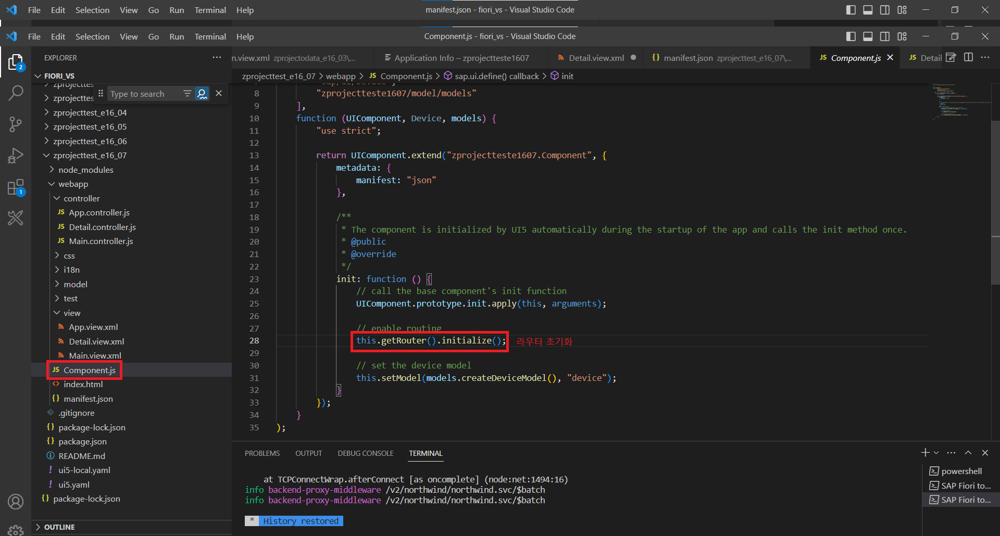 File Edit Selection View Go Run Terminal Help
manifest.json - fiori_vs - Visual Studio Code
File Edit Selection View Go Run Terminal Help
Component.js - fiori_vs - Visual Studio Code
2
1
EXPLORER
FIORI_VS
Type to search
zprojecttest_e16_04
zprojecttest_e16_05
zprojecttest_e16_06
zprojecttest_e16_07
node_modules
webapp
controller
JS App.controller.js
JS Detail.controller.js
JS Main.controller.js
css
i18n
model
test
view
App.view.xml
Detail.view.xml
Main.view.xml
JS Component.js
<> index.html
{} manifest.json
.gitignore
{} package-lock.json
{} package.json
README.md
! ui5-local.yaml
! ui5.yaml
{} package-lock.json
OUTLINE
n.view.xml zprojectodata_e16_03\...
Application Info – zprojectteste1607
Detail.view.xml
{} manifest.json zprojecttest_e16_07\...
JS Component.js
JS Detail
zprojecttest_e16_07 > webapp > JS Component.js > sap.ui.define() callback > init
8 "zprojectteste1607/model/models"
9 ],
10 function (UIComponent, Device, models) {
11 "use strict";
12
13 return UIComponent.extend("zprojectteste1607.Component", {
14 metadata: {
15 manifest: "json"
16 },
17
18 /**
19 * The component is initialized by UI5 automatically during the startup of the app and calls the init method once.
20 * @public
21 * @override
22 */
23 init: function () {
24 // call the base component's init function
25 UIComponent.prototype.init.apply(this, arguments);
26
27 // enable routing
28 this.getRouter().initialize(); 라우터 초기화
29
30 // set the device model
31 this.setModel(models.createDeviceModel(), "device");
32 }
33 });
34 }
35 );
PROBLEMS OUTPUT DEBUG CONSOLE TERMINAL
at TCPConnectWrap.afterConnect [as oncomplete] (node:net:1494:16)
info backend-proxy-middleware /v2/northwind/northwind.svc/$batch
info backend-proxy-middleware /v2/northwind/northwind.svc/$batch
* History restored
powershell
SAP Fiori to...
SAP Fiori to...